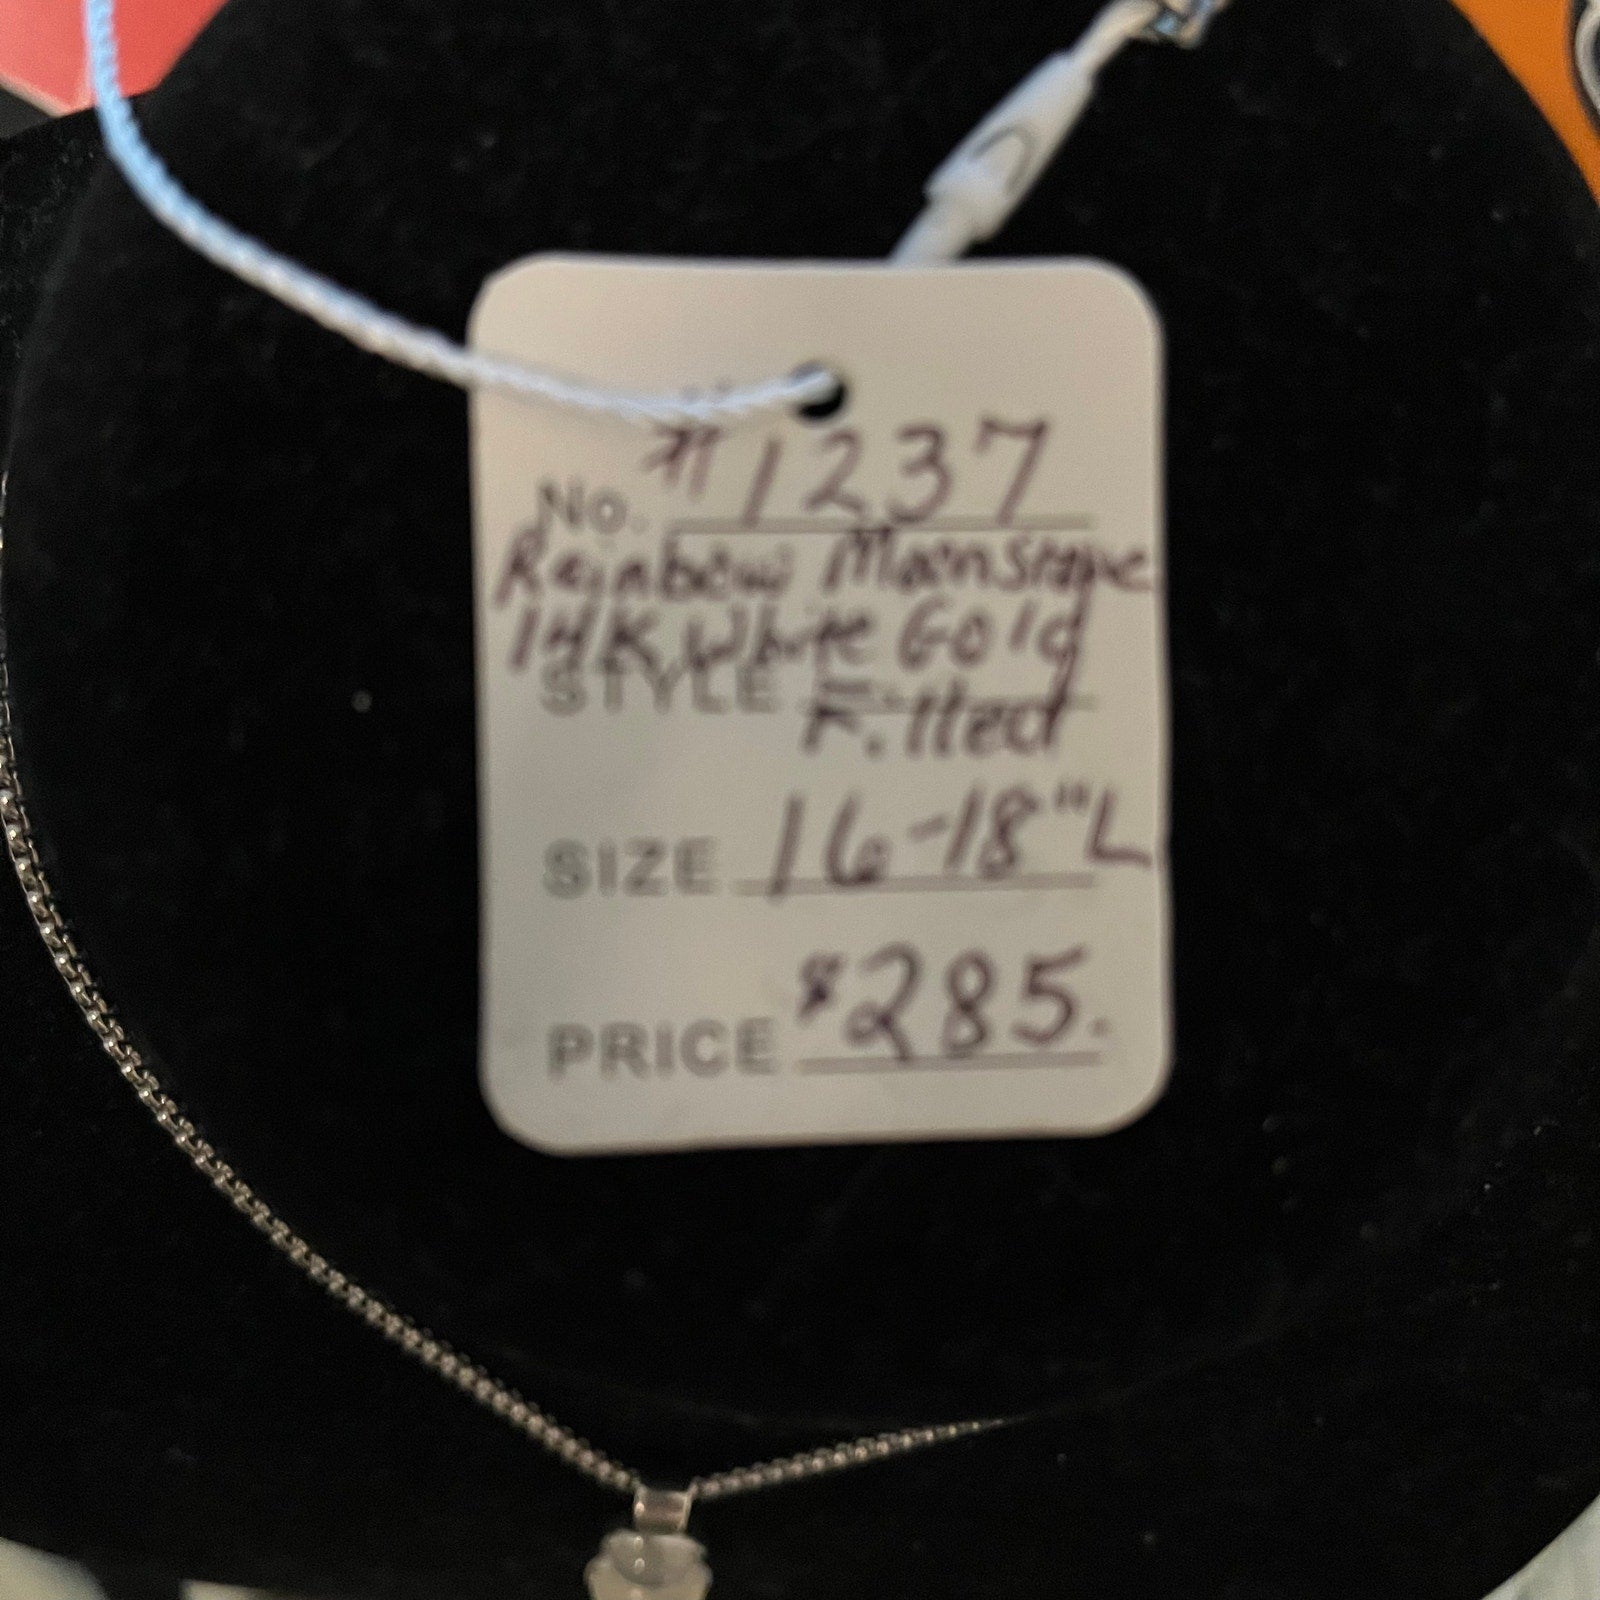 No. #1237
Rainbow Moonstone
14K White Gold
STYLE Filled
SIZE 16-18"L
PRICE $285.